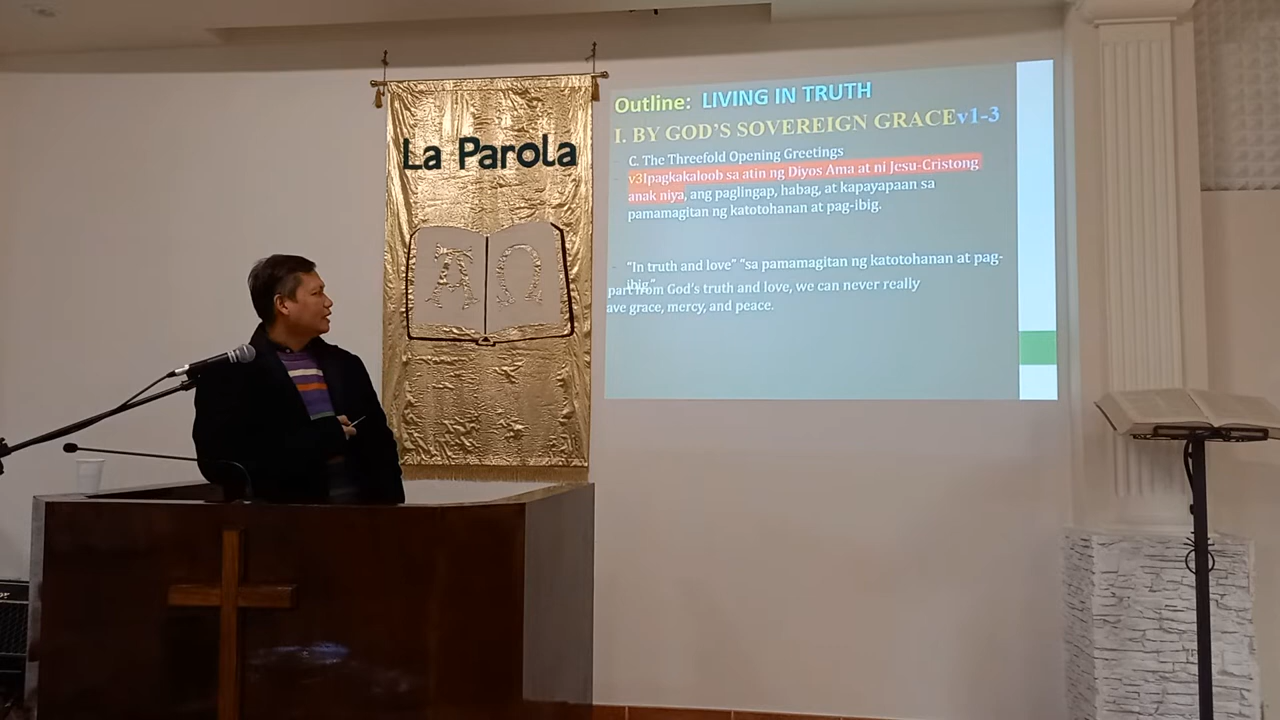 La Parola
Α Ω
Outline: LIVING IN TRUTH
I. BY GOD'S SOVEREIGN GRACEv1-3
C. The Threefold Opening Greetings
v3Ipagkakaloob sa atin ng Diyos Ama at ni Jesu-Cristong
anak niya, ang paglingap, habag, at kapayapaan sa
pamamagitan ng katotohanan at pag-ibig.
"In truth and love" "sa pamamagitan ng katotohanan at pag-
ibig"
part from God's truth and love, we can never really
ave grace, mercy, and peace.